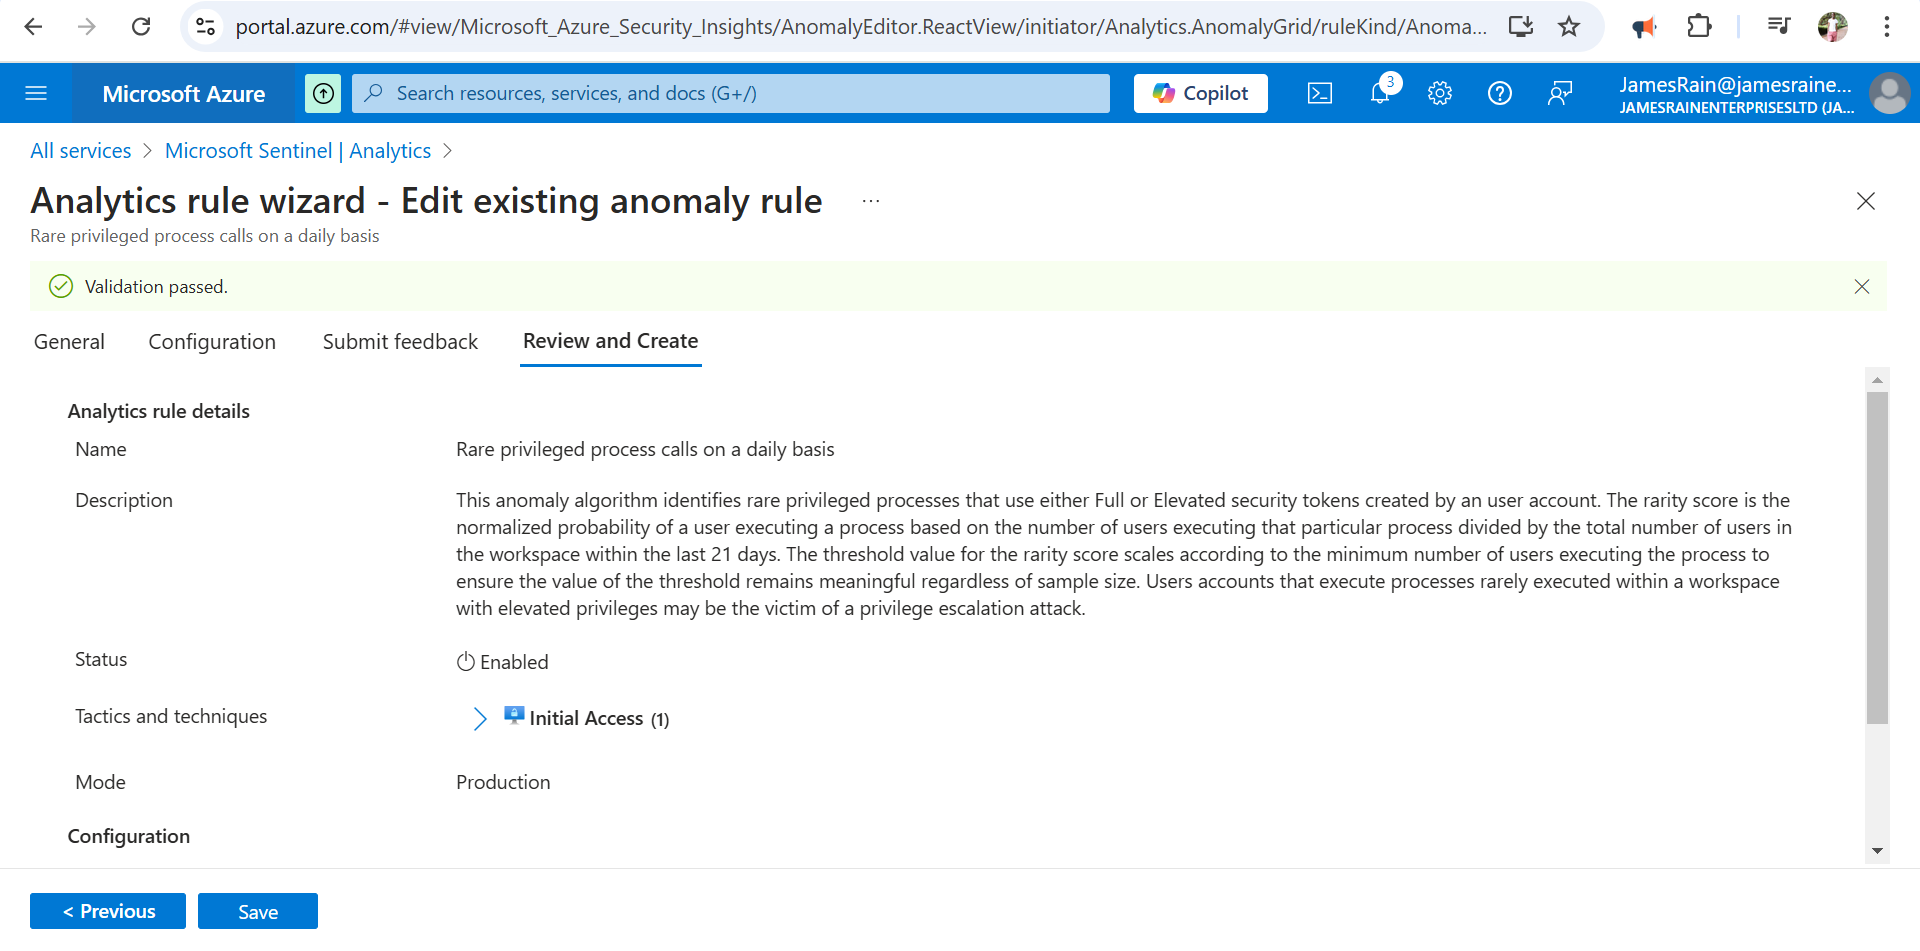 portal.azure.com/#view/Microsoft_Azure_Security_Insights/AnomalyEditor.ReactView/initiator/Analytics.AnomalyGrid/ruleKind/Anoma...
Microsoft Azure
Search resources, services, and docs (G+/)
Copilot
3
JamesRain@jamesraine...
JAMESRAINENTERPRISESLTD (JA...
All services > Microsoft Sentinel | Analytics >
Analytics rule wizard - Edit existing anomaly rule ...
Rare privileged process calls on a daily basis
Validation passed.
General Configuration Submit feedback Review and Create
Analytics rule details
Name Rare privileged process calls on a daily basis
Description This anomaly algorithm identifies rare privileged processes that use either Full or Elevated security tokens created by an user account. The rarity score is the
normalized probability of a user executing a process based on the number of users executing that particular process divided by the total number of users in
the workspace within the last 21 days. The threshold value for the rarity score scales according to the minimum number of users executing the process to
ensure the value of the threshold remains meaningful regardless of sample size. Users accounts that execute processes rarely executed within a workspace
with elevated privileges may be the victim of a privilege escalation attack.
Status Enabled
Tactics and techniques Initial Access (1)
Mode Production
Configuration
< Previous Save